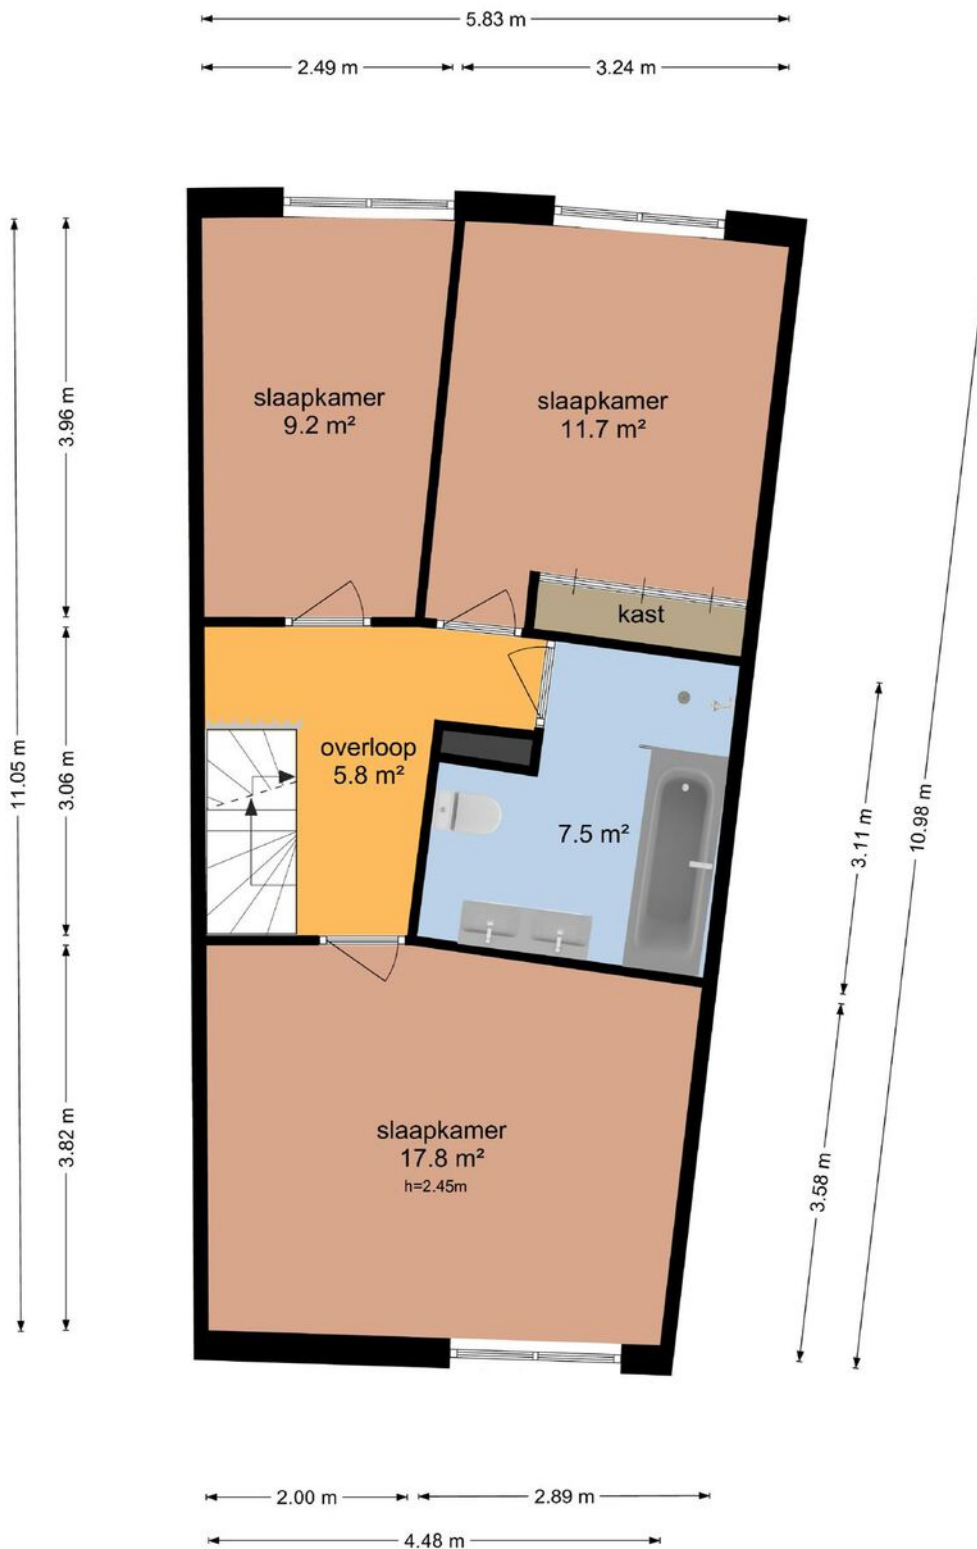 5.83 m
2.49 m
3.24 m
3.96 m
slaapkamer
9.2 m²
slaapkamer
11.7 m²
kast
11.05 m
3.06 m
overloop
5.8 m²
7.5 m²
3.11 m
10.98 m
3.82 m
slaapkamer
17.8 m²
h=2.45m
3.58 m
2.00 m
2.89 m
4.48 m